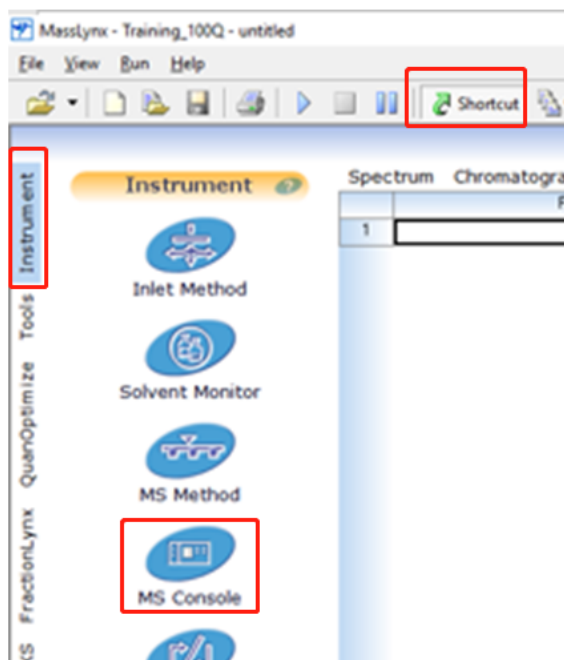 MassLynx - Training_100Q - untitled
File View Run Help
Shortcut
Instrument
Tools
QuanOptimize
FractionLynx
Instrument
Inlet Method
Solvent Monitor
MS Method
MS Console
Spectrum Chromatogra
1